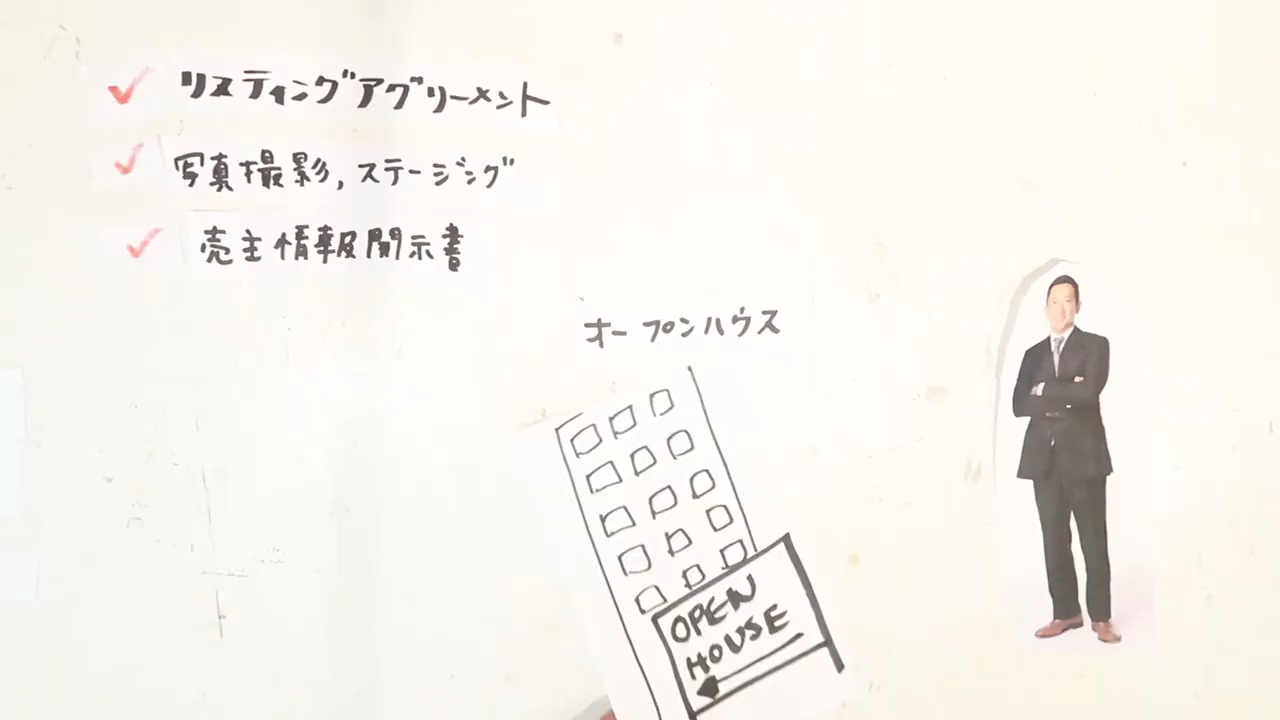 リスティングアグリーメント
写真撮影, ステージング
売主情報開示書
オープンハウス
OPEN
HOUSE